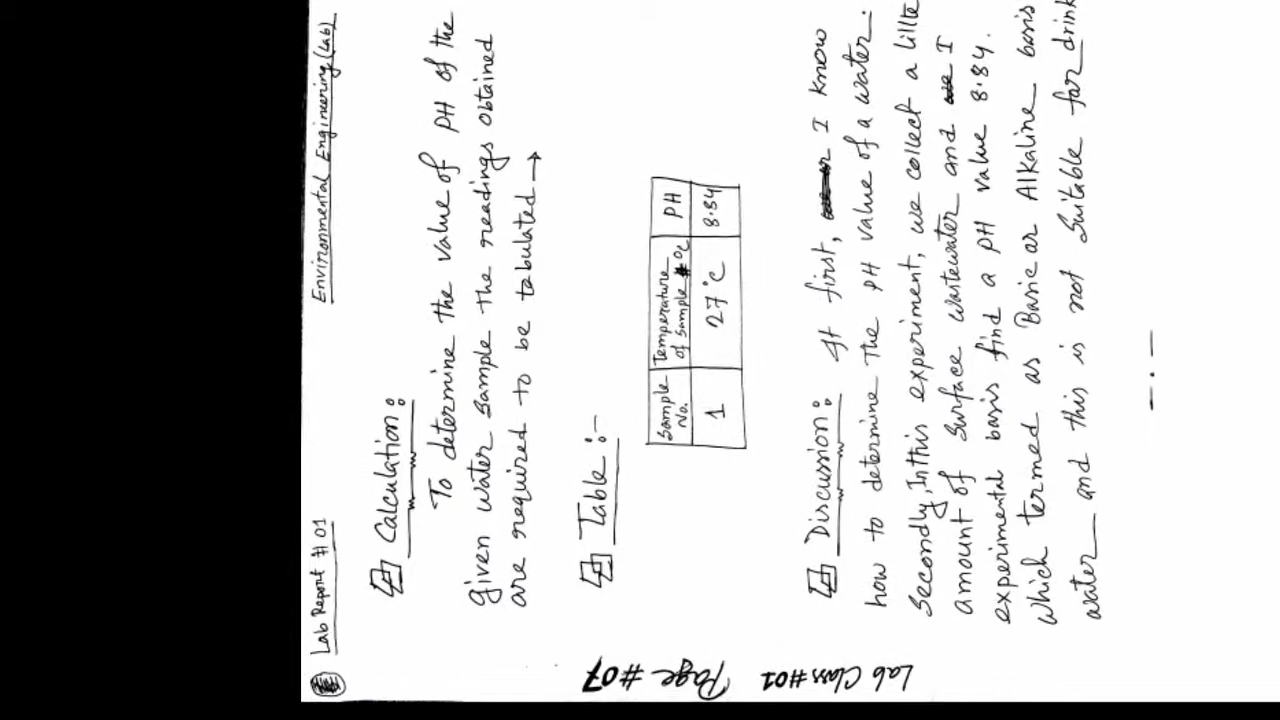 Lab Report #01 Environmental Engineering (Lab)
Calculation:
To determine the value of PH of the
given water sample the readings obtained
are required to be tabulated →
Table :-
Sample No. Temperature of sample °C PH
1 27°C 8.84
Discussion: At first, I know
how to determine the PH value of a water.
Secondly, In this experiment, we collect a little
amount of surface wastewater and I
experimental basis find a PH value 8.84.
Which termed as Basic or Alkaline basis
and this is not suitable for drink
water
Lab Class #01 Page #07